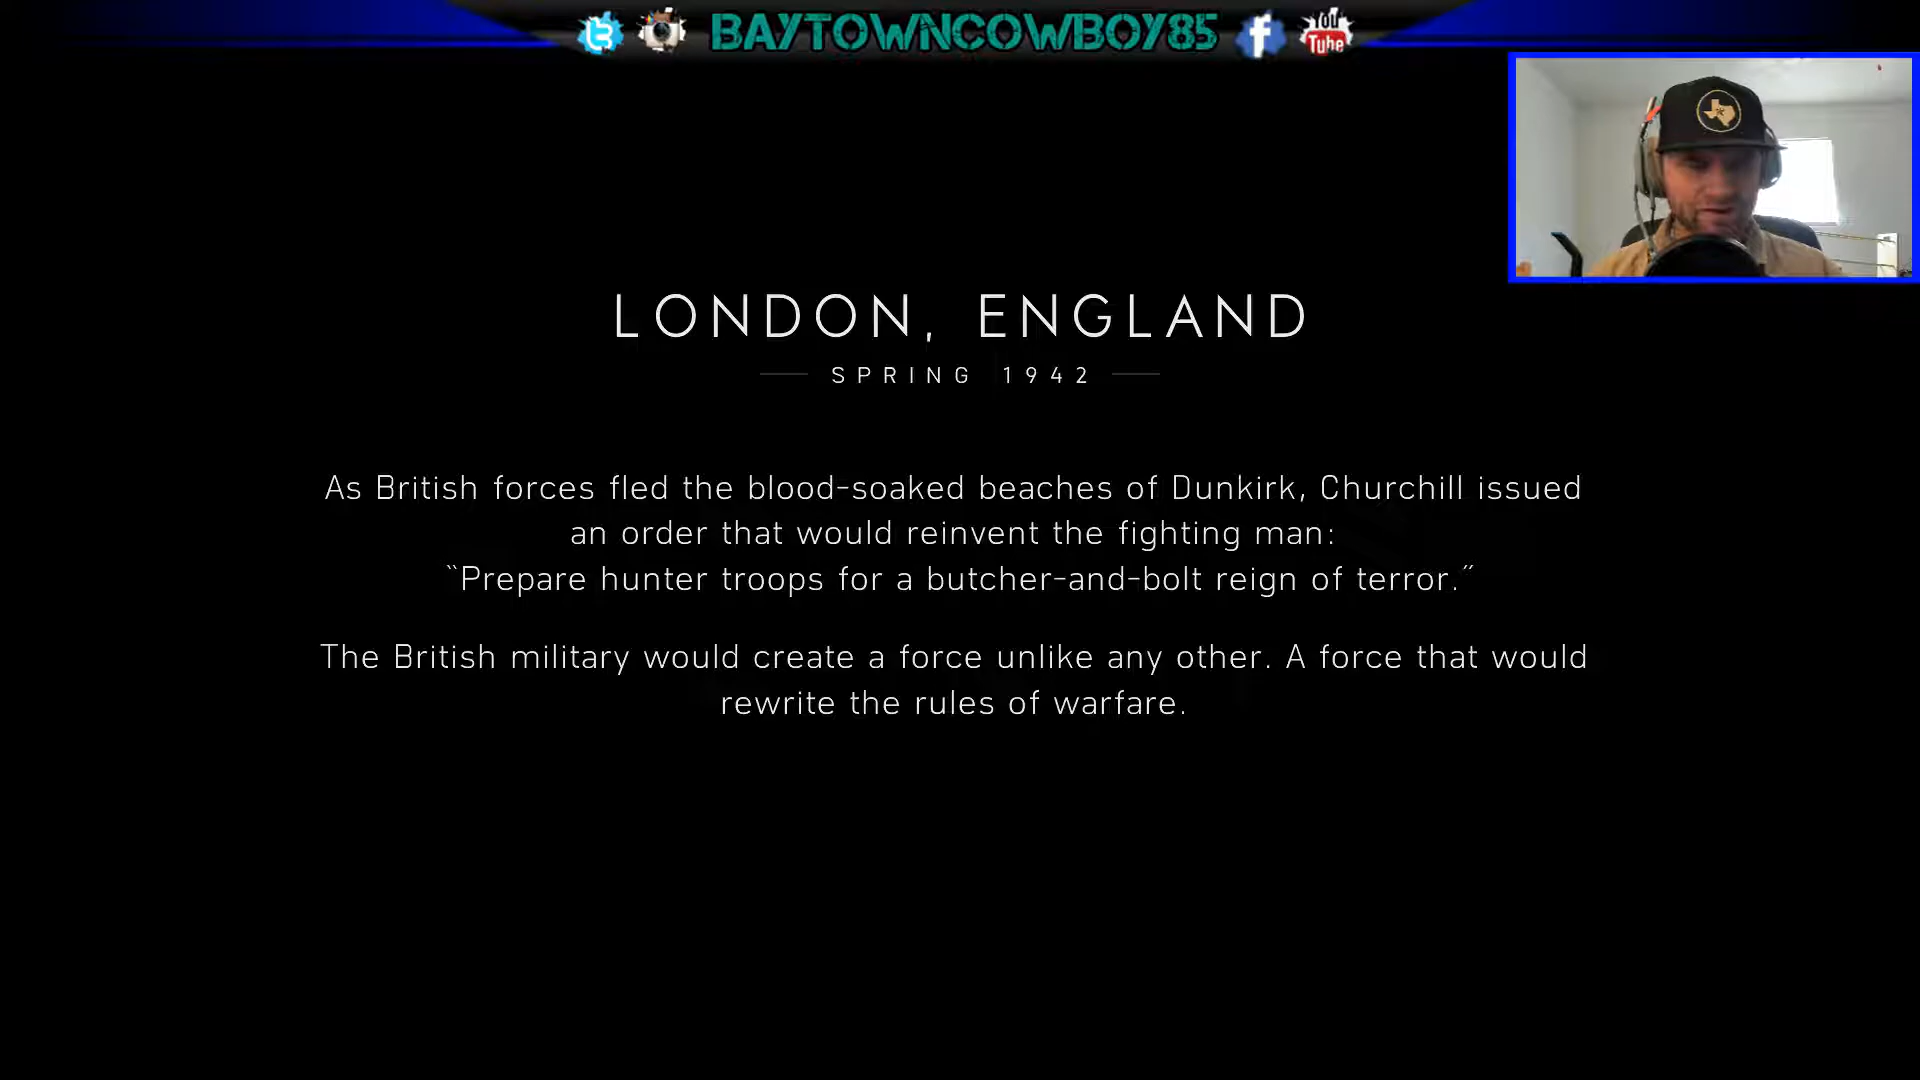 BAYTOWNCOWBOY85
You
Tube
LONDON, ENGLAND
SPRING 1942
As British forces fled the blood-soaked beaches of Dunkirk, Churchill issued
an order that would reinvent the fighting man:
“Prepare hunter troops for a butcher-and-bolt reign of terror.”
The British military would create a force unlike any other. A force that would
rewrite the rules of warfare.